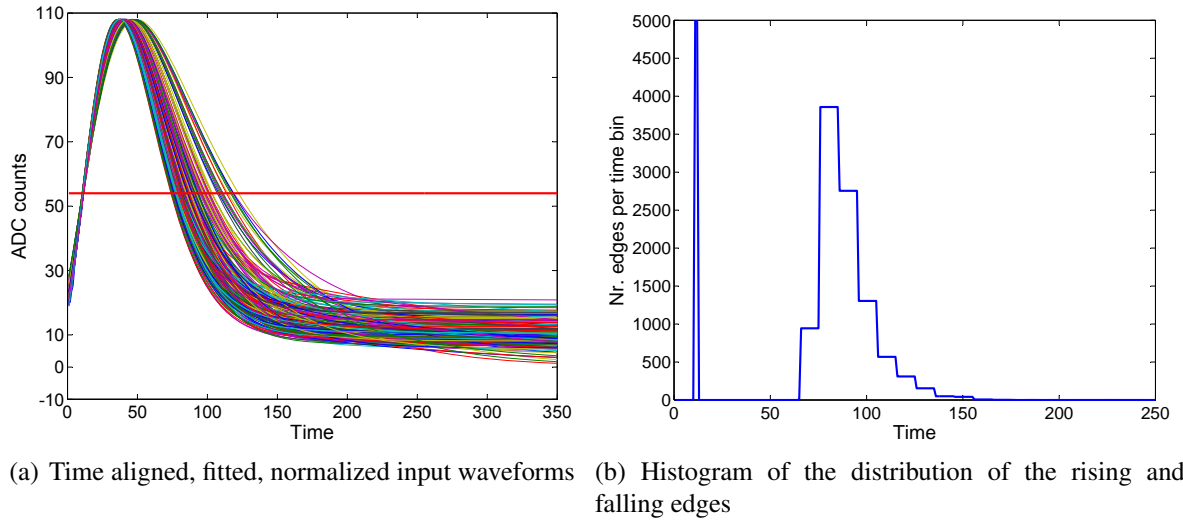 110
90
70
50
30
10
0
-10
ADC counts
0 50 100 150 200 250 300 350
Time
5000
4500
4000
3500
3000
2500
2000
1500
1000
500
0
Nr. edges per time bin
0 50 100 150 200 250
Time
(a) Time aligned, fitted, normalized input waveforms
(b) Histogram of the distribution of the rising and
falling edges